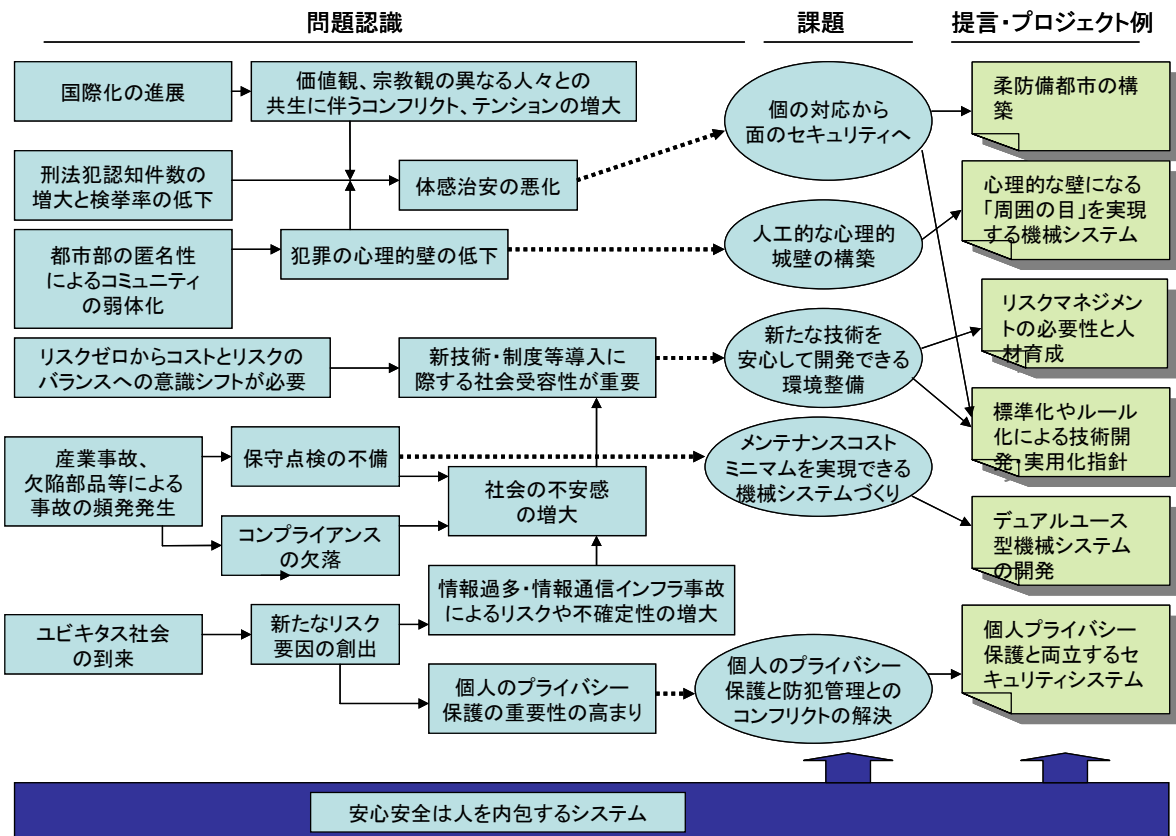 問題認識
課題
提言・プロジェクト例
国際化の進展
価値観、宗教観の異なる人々との
共生に伴うコンフリクト、テンションの増大
個の対応から
面のセキュリティへ
柔防備都市の構
築
刑法犯認知件数の
増大と検挙率の低下
体感治安の悪化
心理的な壁になる
「周囲の目」を実現
する機械システム
都市部の匿名性
によるコミュニティ
の弱体化
犯罪の心理的壁の低下
人工的な心理的
城壁の構築
リスクマネジメン
トの必要性と人
材育成
リスクゼロからコストとリスクの
バランスへの意識シフトが必要
新技術・制度等導入に
際する社会受容性が重要
新たな技術を
安心して開発できる
環境整備
標準化やルール
化による技術開
発・実用化指針
産業事故、
欠陥部品等による
事故の頻発発生
保守点検の不備
社会の不安感
の増大
メンテナンスコスト
ミニマムを実現できる
機械システムづくり
コンプライアンス
の欠落
デュアルユース
型機械システム
の開発
情報過多・情報通信インフラ事故
によるリスクや不確定性の増大
ユビキタス社会
の到来
新たなリスク
要因の創出
個人のプライバシー
保護の重要性の高まり
個人のプライバシー
保護と防犯管理との
コンフリクトの解決
個人プライバシー
保護と両立するセ
キュリティシステム
安心安全は人を内包するシステム